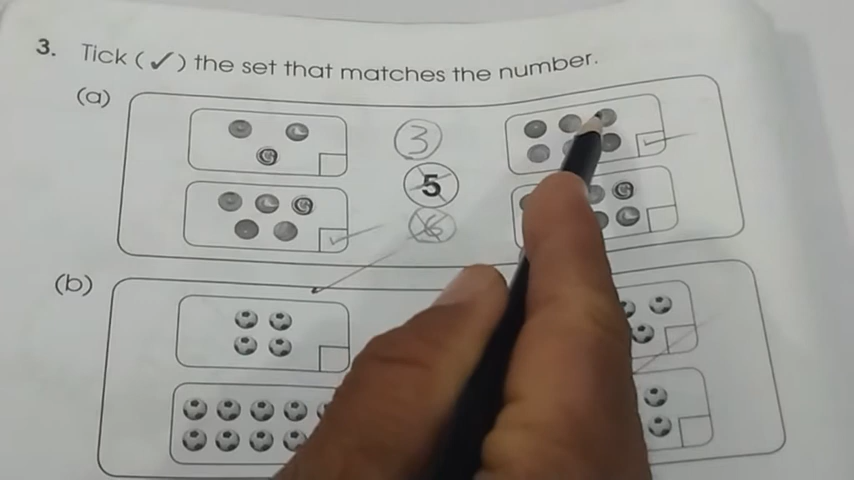 3. Tick (✓) the set that matches the number.
(a)
3
5
6
(b)